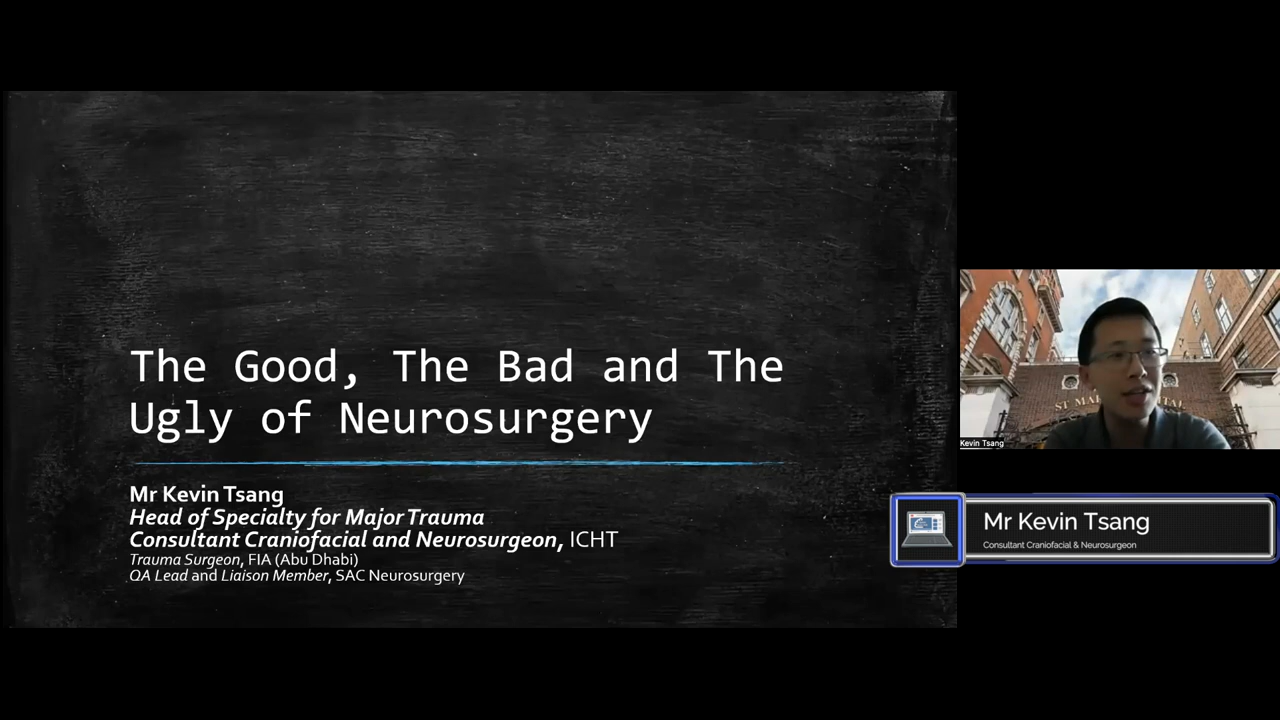 The Good, The Bad and The
Ugly of Neurosurgery
Mr Kevin Tsang
Head of Specialty for Major Trauma
Consultant Craniofacial and Neurosurgeon, ICHT
Trauma Surgeon, FIA (Abu Dhabi)
QA Lead and Liaison Member, SAC Neurosurgery
Kevin Tsang
Mr Kevin Tsang
Consultant Craniofacial & Neurosurgeon